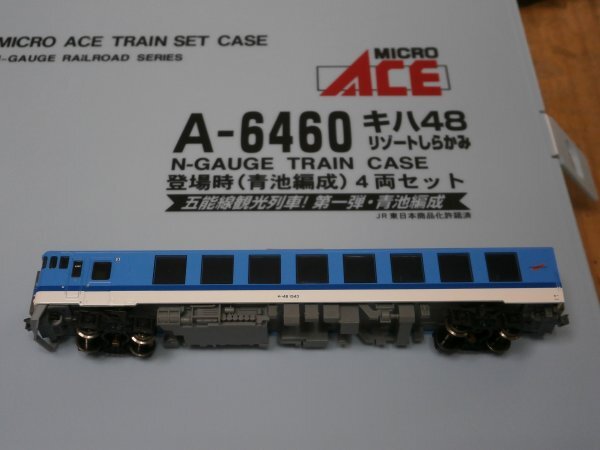 MICRO ACE TRAIN SET CASE
N-GAUGE RAILROAD SERIES
MICRO
ACE
A-6460 キハ48
リゾートしらかみ
N-GAUGE TRAIN CASE
登場時(青池編成) 4両セット
五能線観光列車! 第一弾・青池編成
JR東日本商品化許諾済